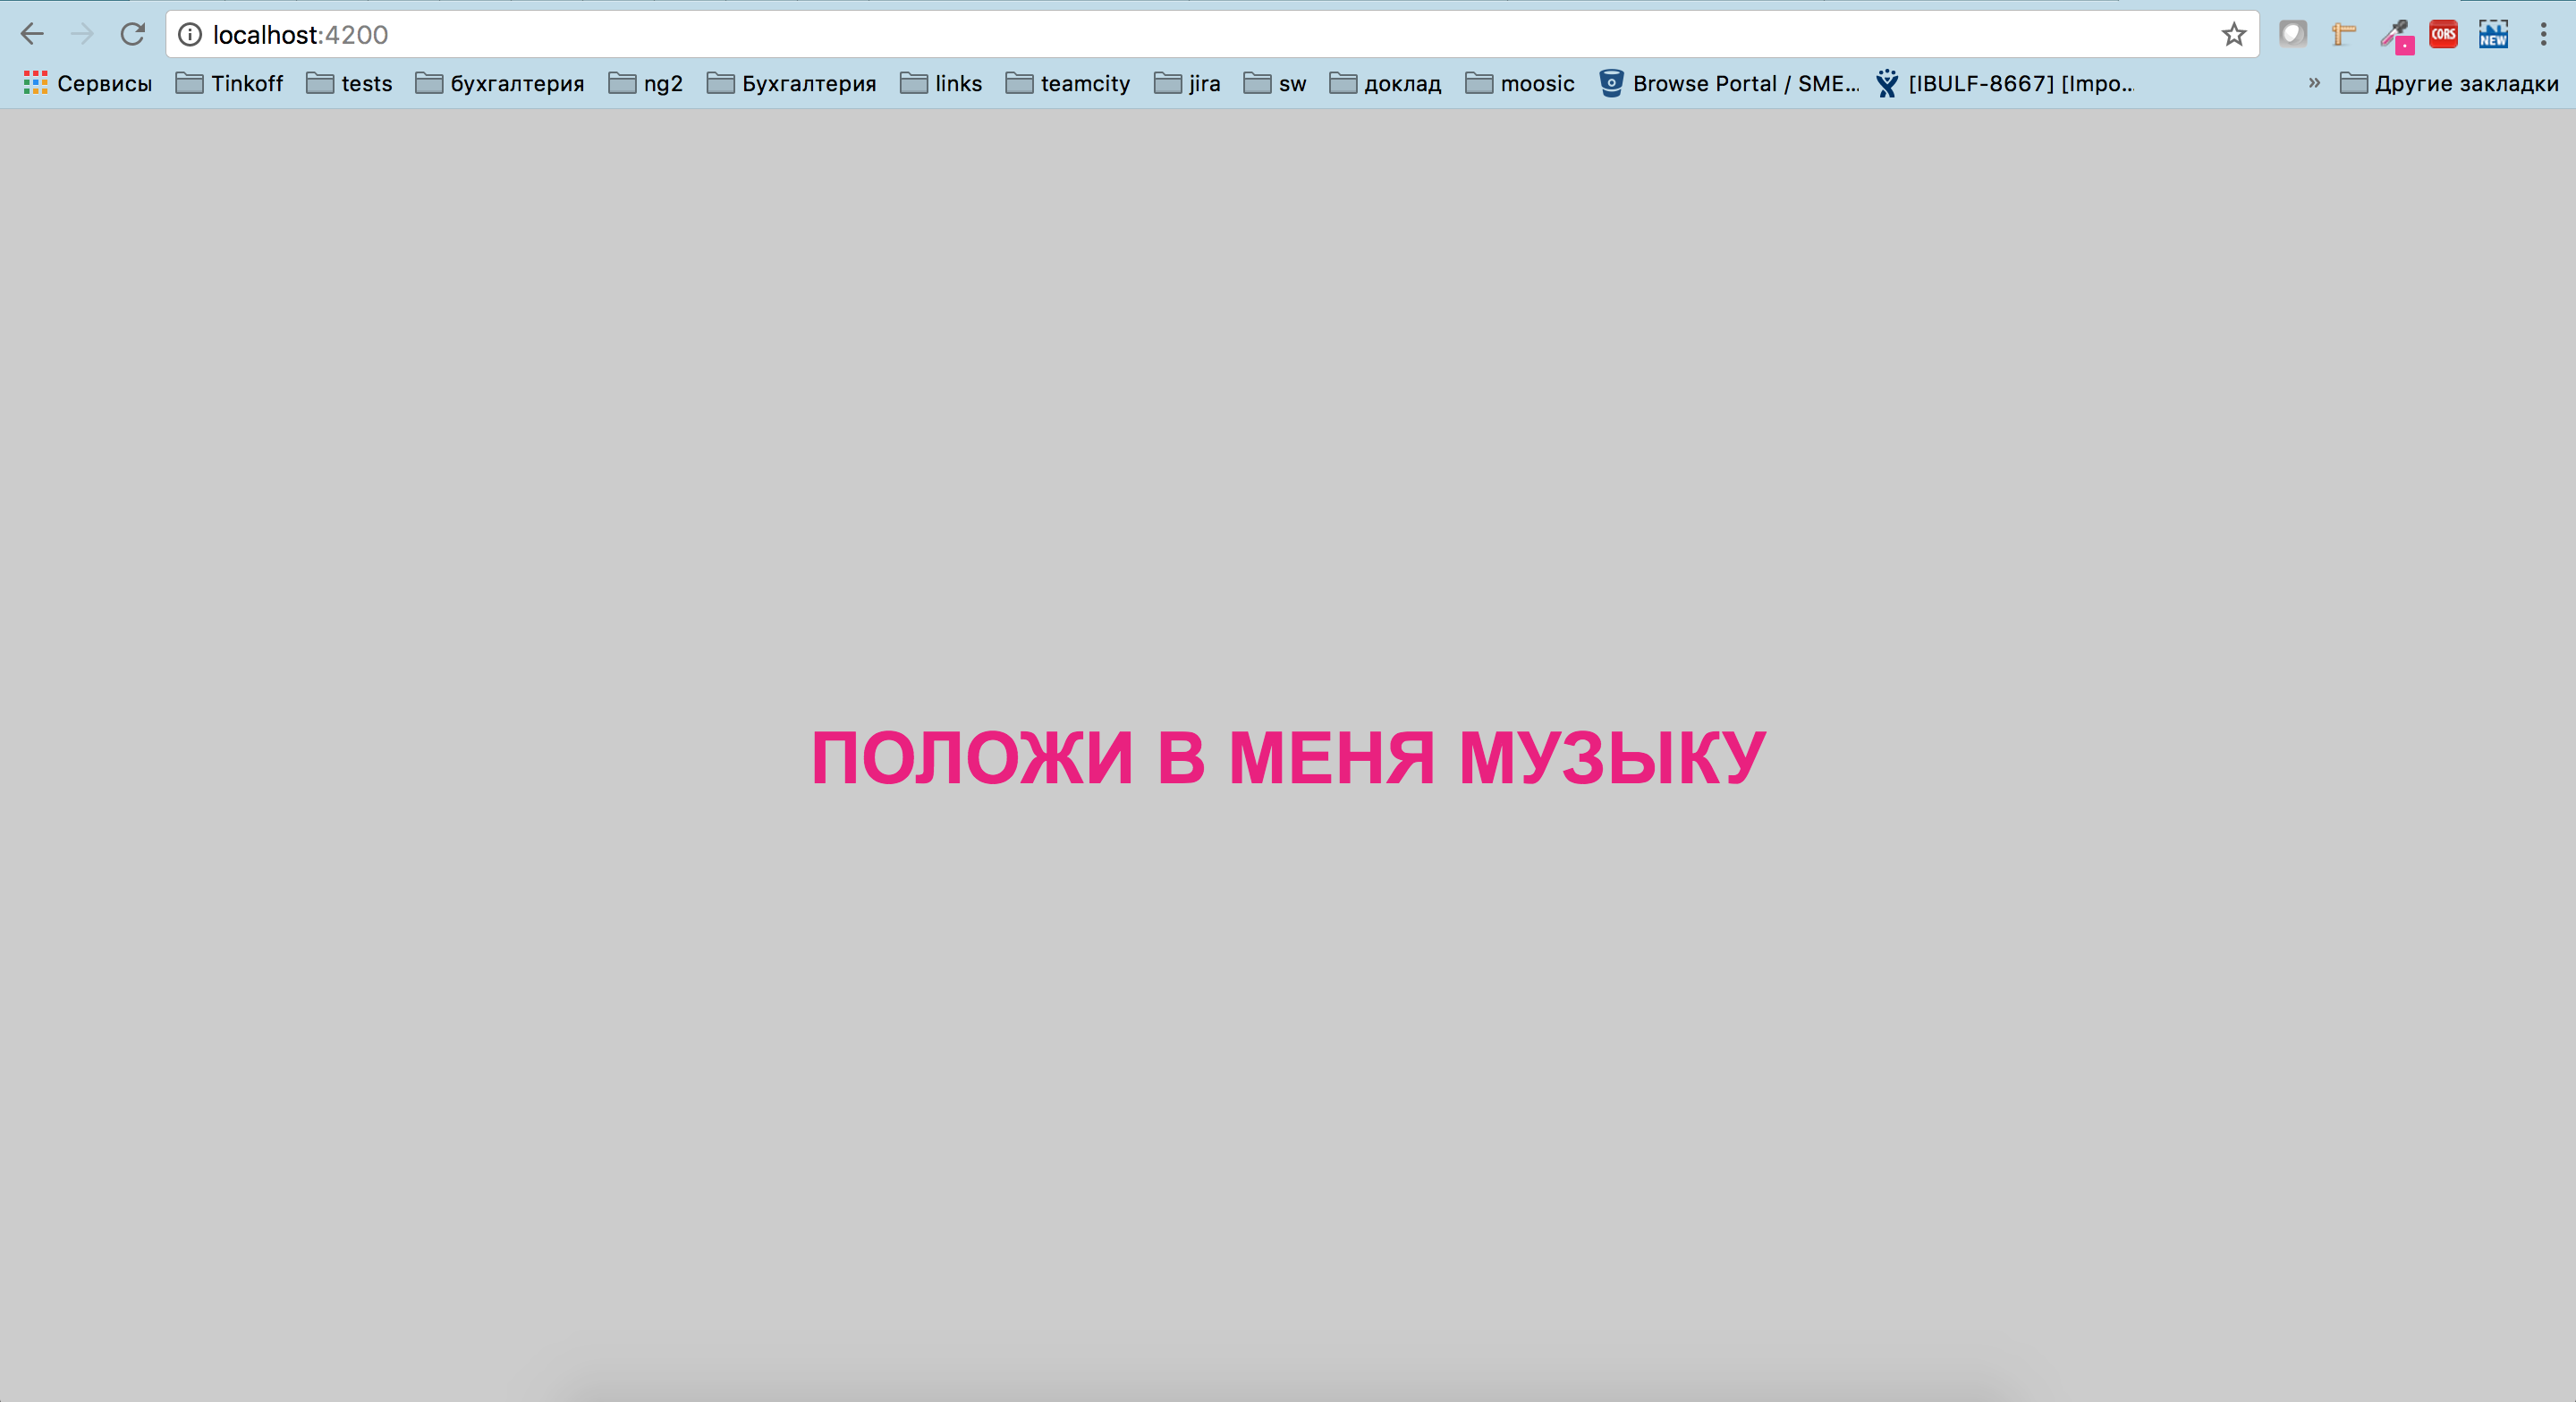 localhost:4200
CORS
NEW
Сервисы Tinkoff tests бухгалтерия ng2 Бухгалтерия links teamcity jira sw доклад moosic Browse Portal / SME... [IBULF-8667] [Impo... » Другие закладки
ПОЛОЖИ В МЕНЯ МУЗЫКУ